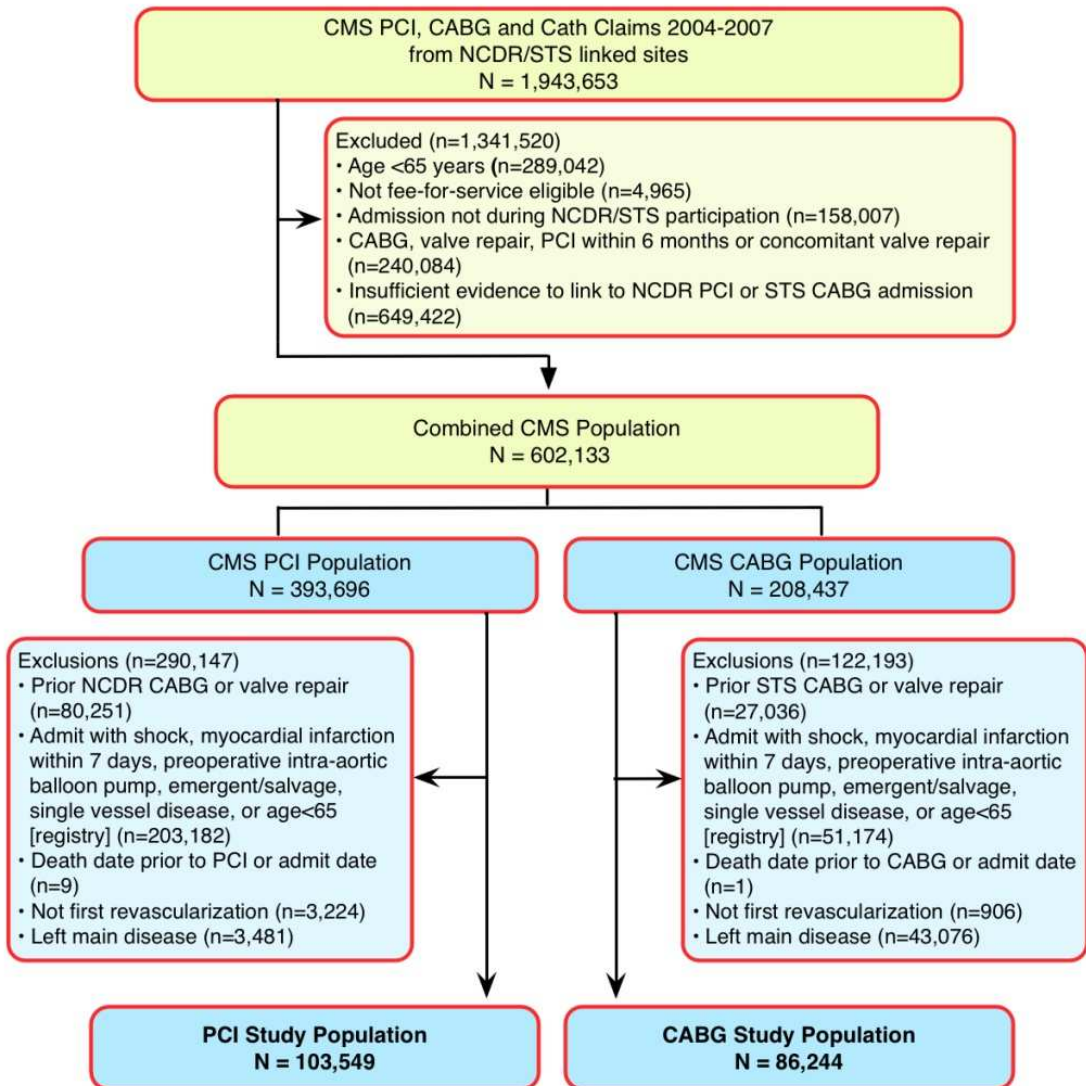 CMS PCI, CABG and Cath Claims 2004-2007
from NCDR/STS linked sites
N = 1,943,653
Excluded (n=1,341,520)
• Age <65 years (n=289,042)
• Not fee-for-service eligible (n=4,965)
• Admission not during NCDR/STS participation (n=158,007)
• CABG, valve repair, PCI within 6 months or concomitant valve repair
(n=240,084)
• Insufficient evidence to link to NCDR PCI or STS CABG admission
(n=649,422)
Combined CMS Population
N = 602,133
CMS PCI Population
N = 393,696
CMS CABG Population
N = 208,437
Exclusions (n=290,147)
• Prior NCDR CABG or valve repair
(n=80,251)
• Admit with shock, myocardial infarction
within 7 days, preoperative intra-aortic
balloon pump, emergent/salvage,
single vessel disease, or age<65
[registry] (n=203,182)
• Death date prior to PCI or admit date
(n=9)
• Not first revascularization (n=3,224)
• Left main disease (n=3,481)
Exclusions (n=122,193)
• Prior STS CABG or valve repair
(n=27,036)
• Admit with shock, myocardial infarction
within 7 days, preoperative intra-aortic
balloon pump, emergent/salvage,
single vessel disease, or age<65
[registry] (n=51,174)
• Death date prior to CABG or admit date
(n=1)
• Not first revascularization (n=906)
• Left main disease (n=43,076)
PCI Study Population
N = 103,549
CABG Study Population
N = 86,244